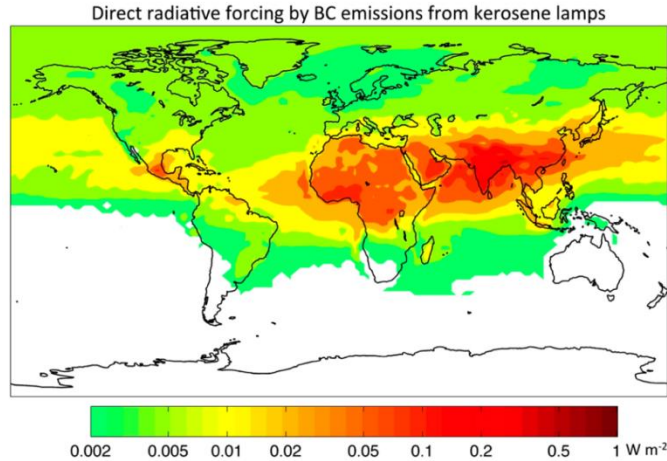 Direct radiative forcing by BC emissions from kerosene lamps
0.002 0.005 0.01 0.02 0.05 0.1 0.2 0.5 1 W m⁻²